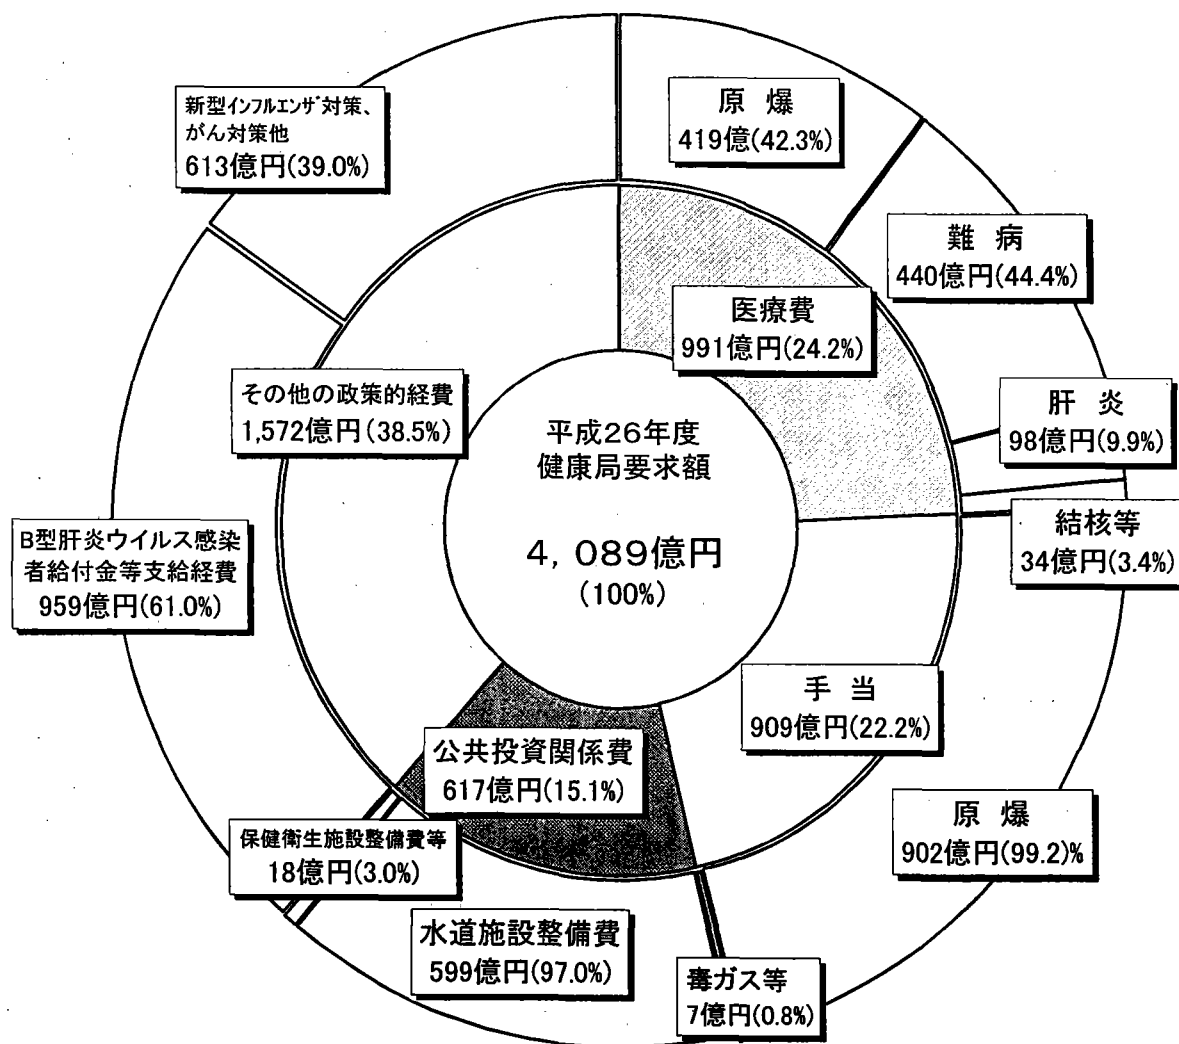 新型インフルエンザ対策、
がん対策他
613億円(39.0%)
原 爆
419億(42.3%)
難 病
440億円(44.4%)
医療費
991億円(24.2%)
肝 炎
98億円(9.9%)
その他の政策的経費
1,572億円(38.5%)
平成26年度
健康局要求額
4,089億円
(100%)
結核等
34億円(3.4%)
B型肝炎ウイルス感染
者給付金等支給経費
959億円(61.0%)
手 当
909億円(22.2%)
公共投資関係費
617億円(15.1%)
原 爆
902億円(99.2)%
保健衛生施設整備費等
18億円(3.0%)
水道施設整備費
599億円(97.0%)
毒ガス等
7億円(0.8%)